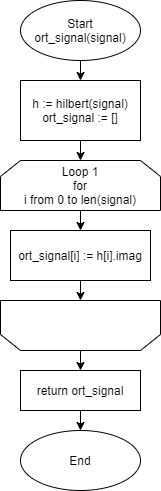 Start
ort_signal(signal)
h := hilbert(signal)
ort_signal := []
Loop 1
for
i from 0 to len(signal)
ort_signal[i] := h[i].imag
return ort_signal
End